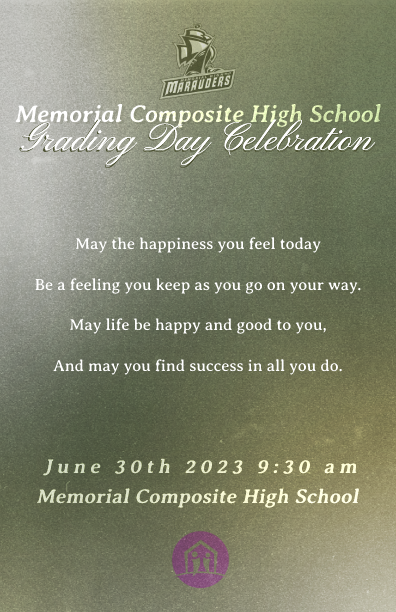 MARAUDERS
Memorial Composite High School
Grading Day Celebration
May the happiness you feel today
Be a feeling you keep as you go on your way.
May life be happy and good to you,
And may you find success in all you do.
June 30th 2023 9:30 am
Memorial Composite High School